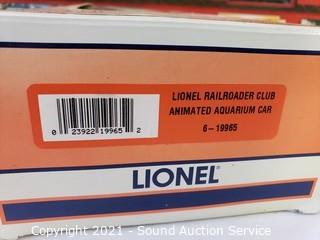 LIONEL RAILROADER CLUB
ANIMATED AQUARIUM CAR
6-19965
0 23922 19965 2
LIONEL®
Copyright 2021 - Sound Auction Service